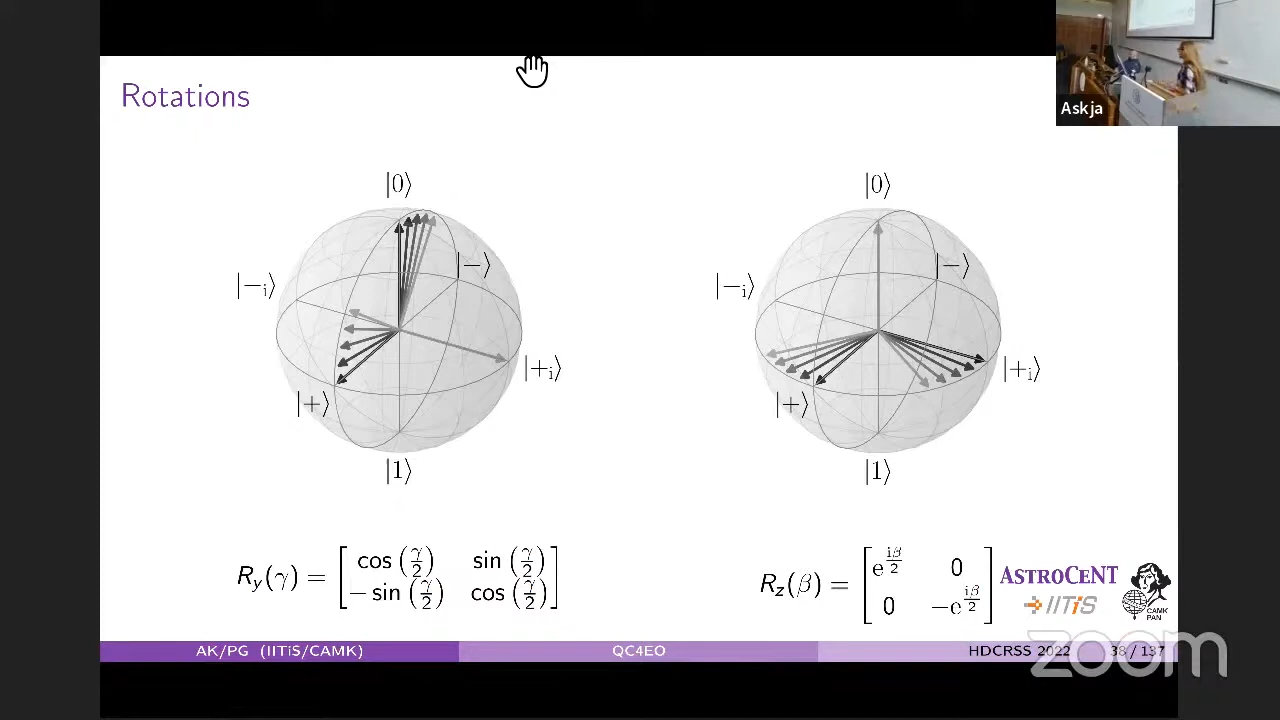 Rotations
Askja
|0⟩
|−⟩
|−i⟩
|+i⟩
|+⟩
|1⟩
|0⟩
|−⟩
|−i⟩
|+i⟩
|+⟩
|1⟩
R_y(γ) = [ cos(γ/2) sin(γ/2)
−sin(γ/2) cos(γ/2) ]
R_z(β) = [ e^{iβ/2} 0
0 −e^{iβ/2} ]
ASTROCENT
IITiS
CAMK
PAN
AK/PG (IITiS/CAMK) QC4EO HDCRSS 2022 38 / 137
zoom